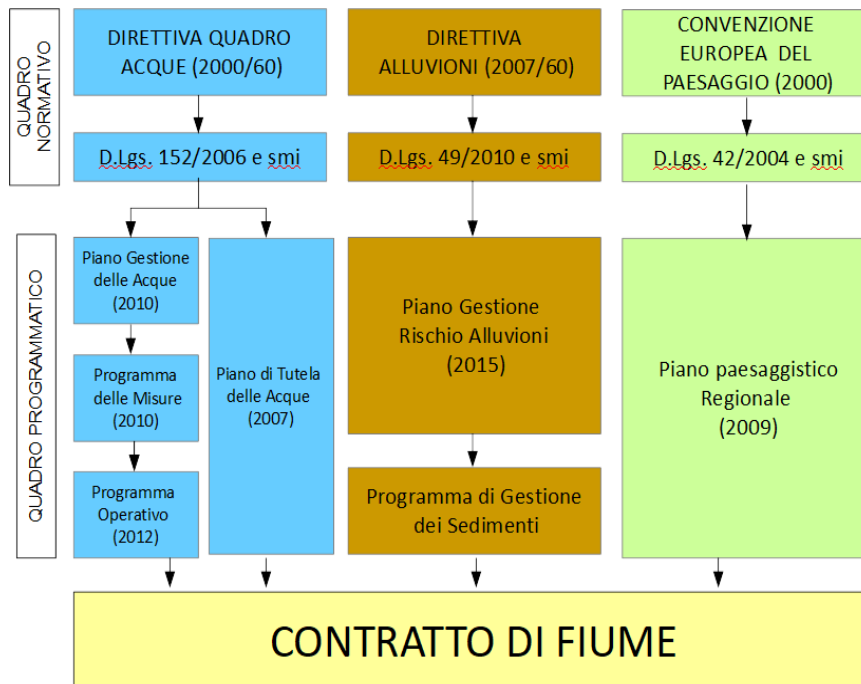 QUADRO
NORMATIVO
DIRETTIVA QUADRO
ACQUE (2000/60)
DIRETTIVA
ALLUVIONI (2007/60)
CONVENZIONE
EUROPEA DEL
PAESAGGIO (2000)
D.Lgs. 152/2006 e smi
D.Lgs. 49/2010 e smi
D.Lgs. 42/2004 e smi
QUADRO PROGRAMMATICO
Piano Gestione
delle Acque
(2010)
Programma
delle Misure
(2010)
Programma
Operativo
(2012)
Piano di Tutela
delle Acque
(2007)
Piano Gestione
Rischio Alluvioni
(2015)
Programma di Gestione
dei Sedimenti
Piano paesaggistico
Regionale
(2009)
CONTRATTO DI FIUME